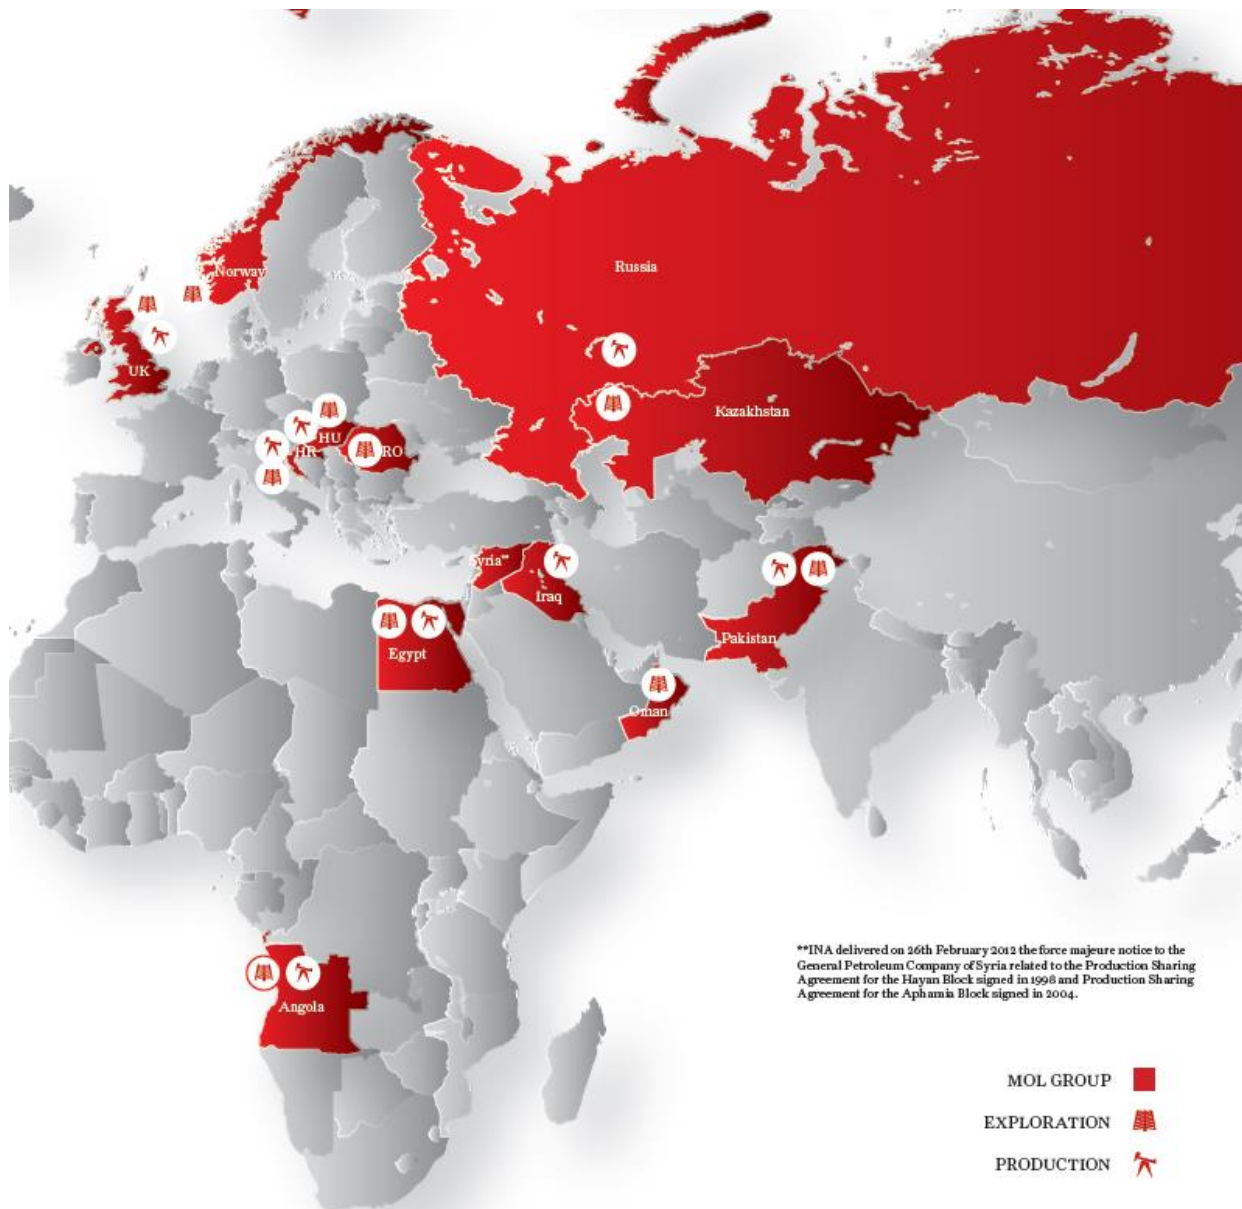 Russia
Norway
UK
Kazakhstan
HU
HR
RO
Syria**
Iraq
Pakistan
Egypt
Oman
Angola
**INA delivered on 26th February 2012 the force majeure notice to the
General Petroleum Company of Syria related to the Production Sharing
Agreement for the Hayan Block signed in 1998 and Production Sharing
Agreement for the Aphamia Block signed in 2004.
MOL GROUP
EXPLORATION
PRODUCTION